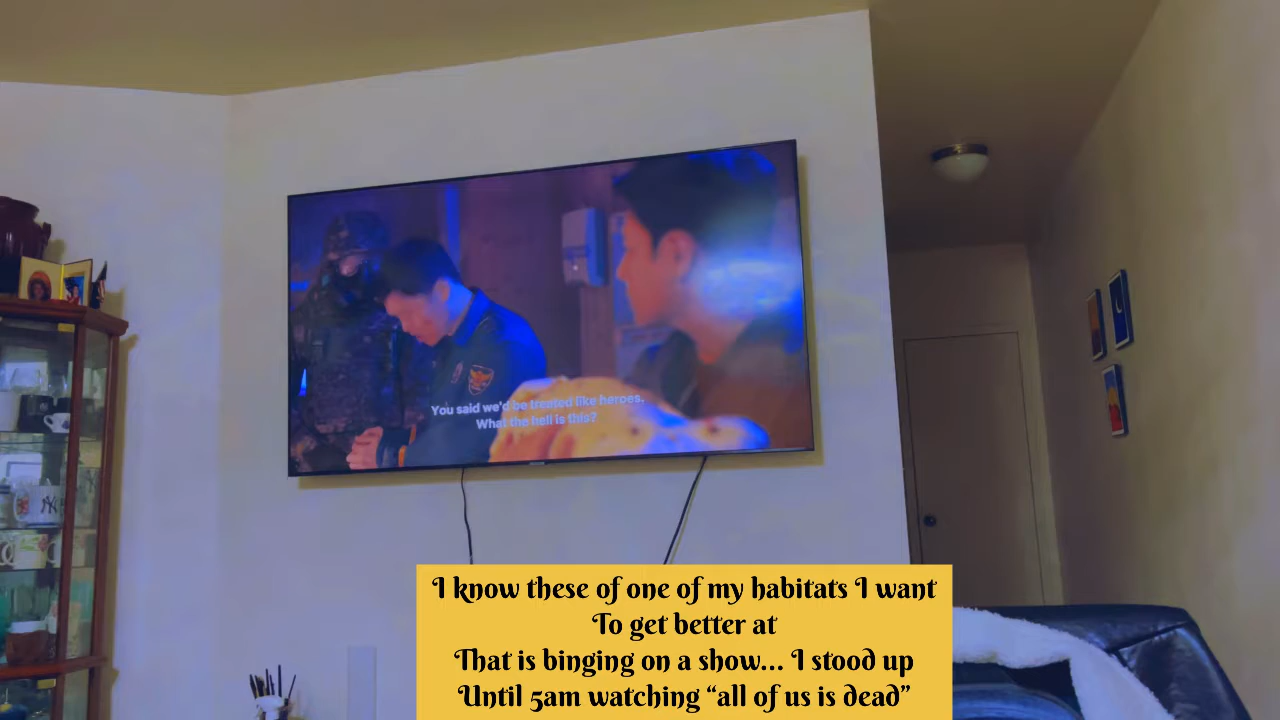 You said we'd be treated like heroes.
What the hell is this?
NY
I know these of one of my habitats I want
To get better at
That is binging on a show... I stood up
Until 5am watching “all of us is dead”